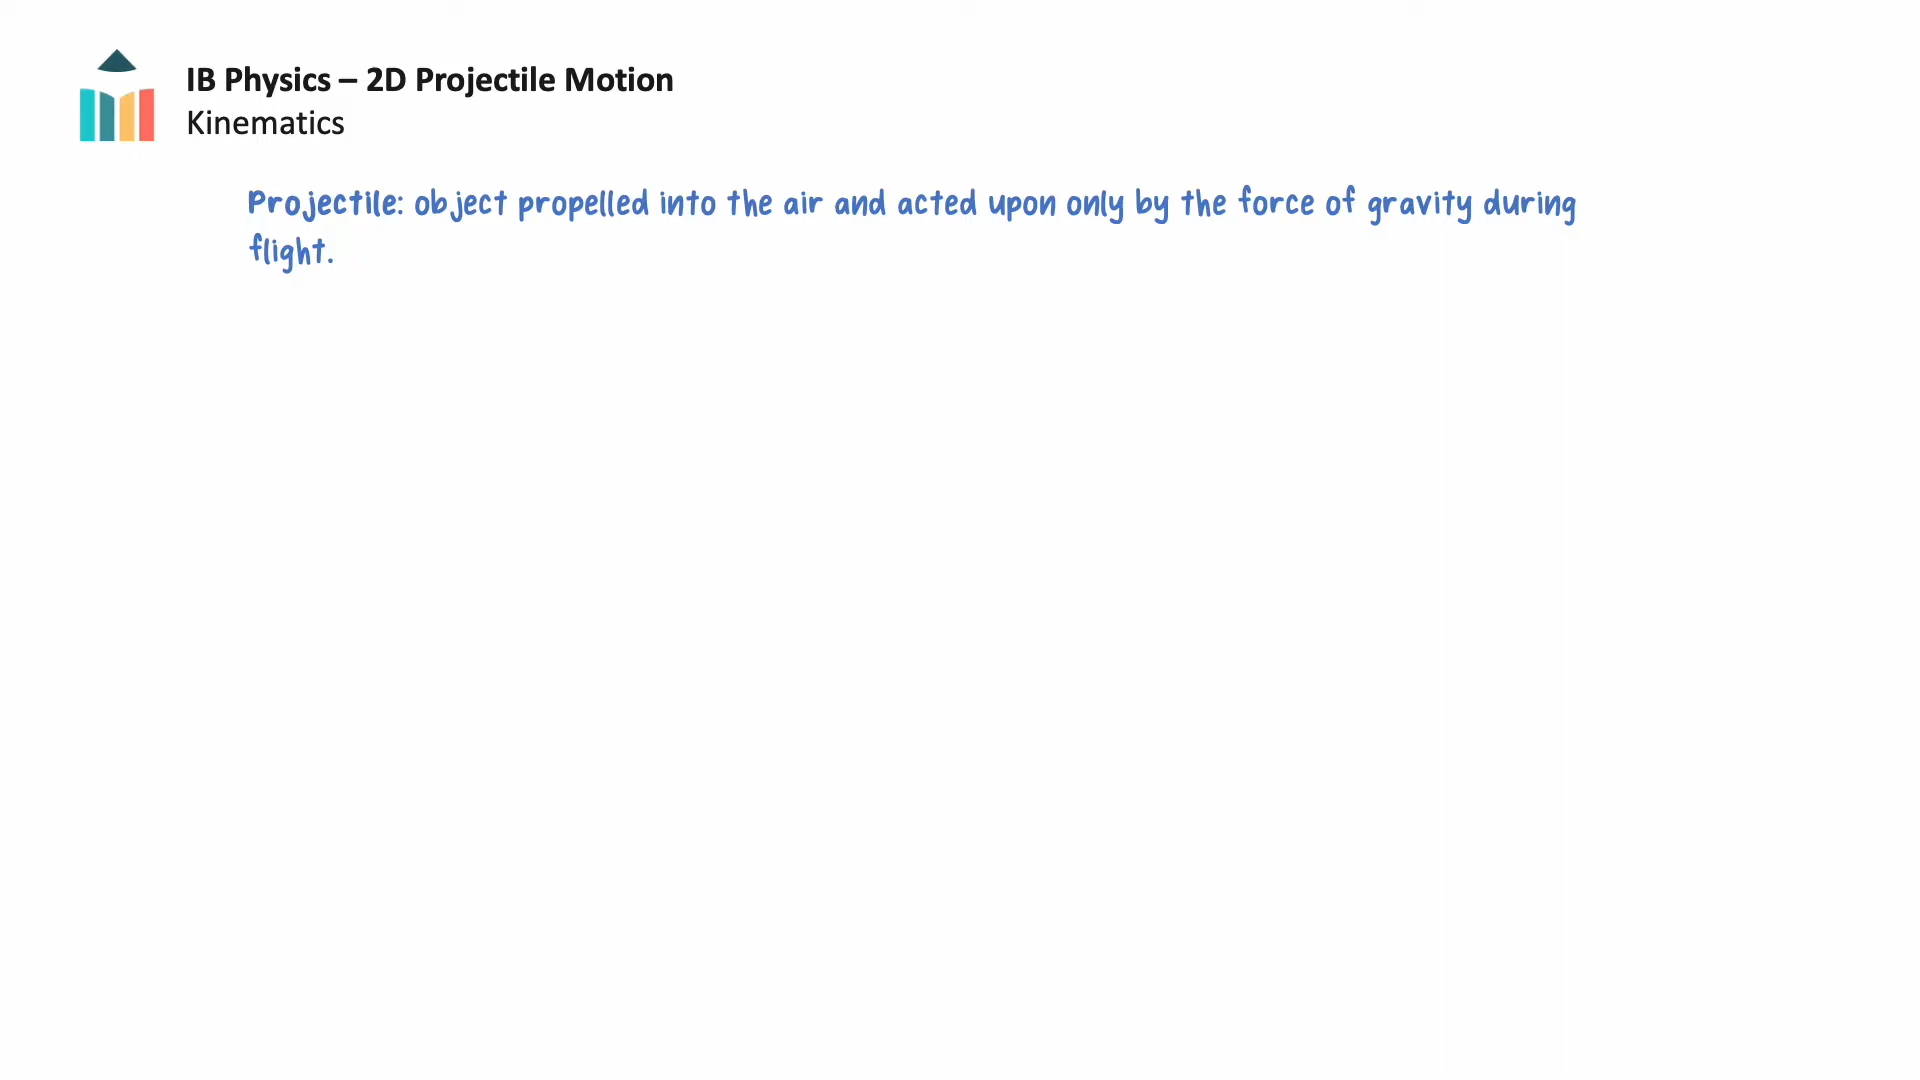 IB Physics – 2D Projectile Motion
Kinematics
Projectile: object propelled into the air and acted upon only by the force of gravity during
flight.